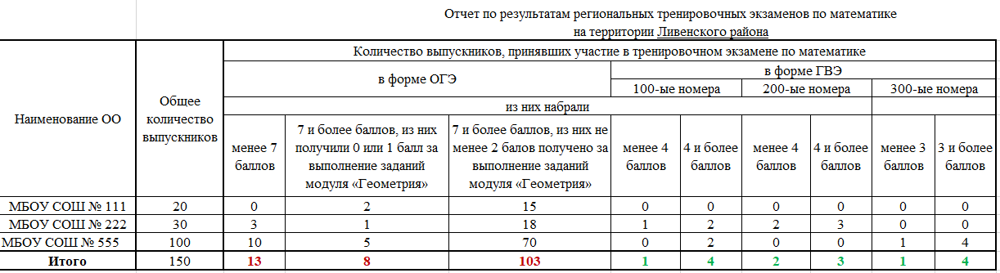 Отчет по результатам региональных тренировочных экзаменов по математике
на территории Ливенского района
Наименование ОО
Общее
количество
выпускников
Количество выпускников, принявших участие в тренировочном экзамене по математике
в форме ОГЭ
в форме ГВЭ
100-ые номера
200-ые номера
300-ые номера
из них набрали
менее 7
баллов
7 и более баллов, из них
получили 0 или 1 балл за
выполнение заданий
модуля «Геометрия»
7 и более баллов, из них не
менее 2 балов получено за
выполнение заданий
модуля «Геометрия»
менее 4
баллов
4 и более
баллов
менее 4
баллов
4 и более
баллов
менее 3
баллов
3 и более
баллов
МБОУ СОШ № 111 20 0 2 15 0 0 0 0 0 0
МБОУ СОШ № 222 30 3 1 18 1 2 2 3 0 0
МБОУ СОШ № 555 100 10 5 70 0 2 0 0 1 4
Итого 150 13 8 103 1 4 2 3 1 4